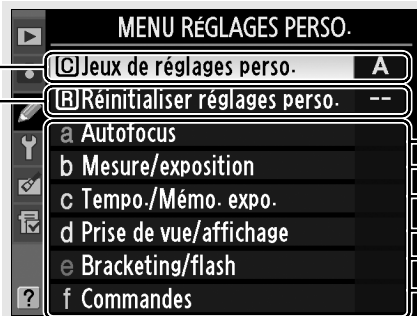 MENU RÉGLAGES PERSO.
C Jeux de réglages perso. A
R Réinitialiser réglages perso. --
a Autofocus
b Mesure/exposition
c Tempo./Mémo. expo.
d Prise de vue/affichage
e Bracketing/flash
f Commandes
?